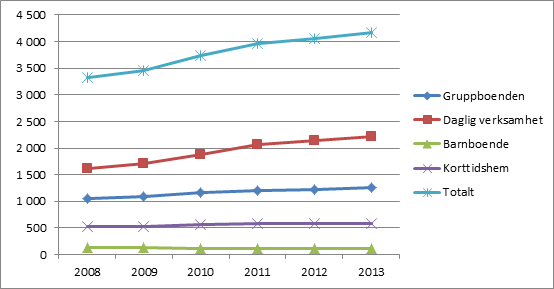 4 500
4 000
3 500
3 000
2 500
2 000
1 500
1 000
500
0
2008 2009 2010 2011 2012 2013
Gruppboenden
Daglig verksamhet
Barnboende
Korttidshem
Totalt